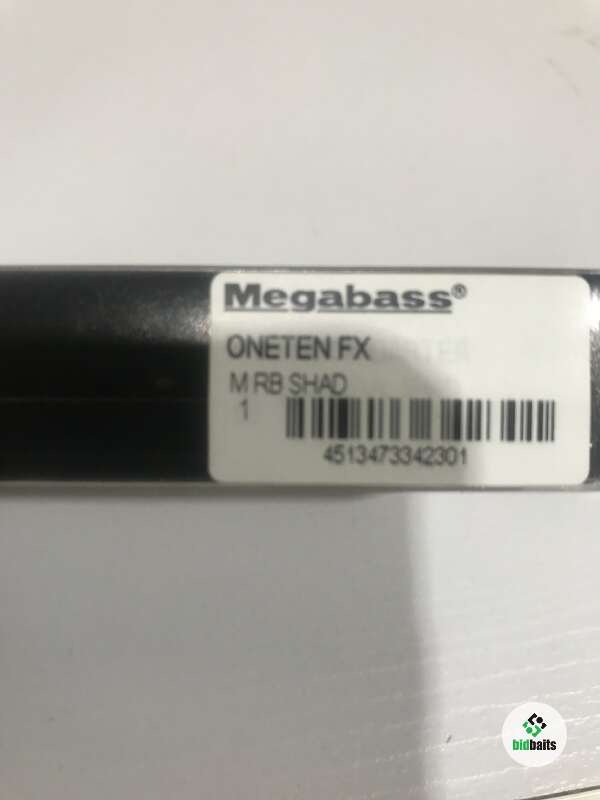 Megabass®
ONETEN FX
M RB SHAD
1
4513473342301
bidbaits